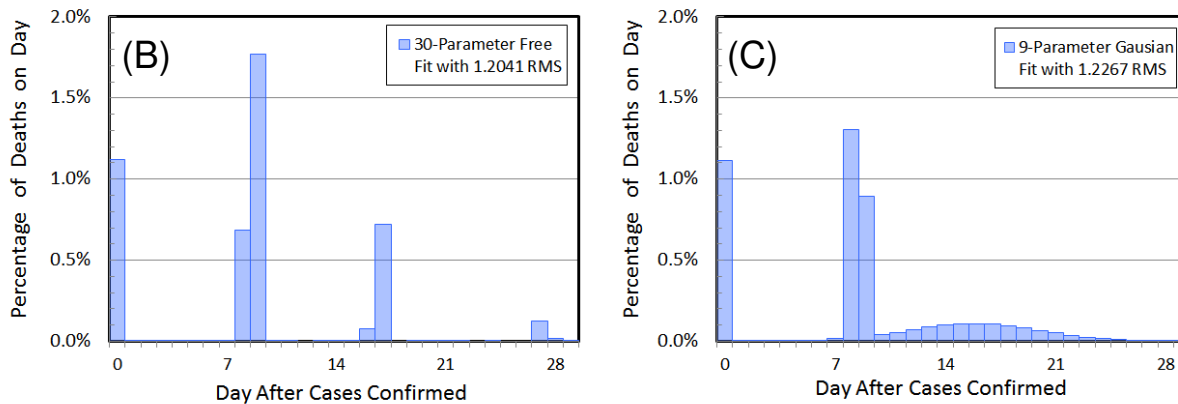 2.0%
1.5%
1.0%
0.5%
0.0%
Percentage of Deaths on Day
(B)
30-Parameter Free
Fit with 1.2041 RMS
0 7 14 21 28
Day After Cases Confirmed
2.0%
1.5%
1.0%
0.5%
0.0%
Percentage of Deaths on Day
(C)
9-Parameter Gausian
Fit with 1.2267 RMS
0 7 14 21 28
Day After Cases Confirmed